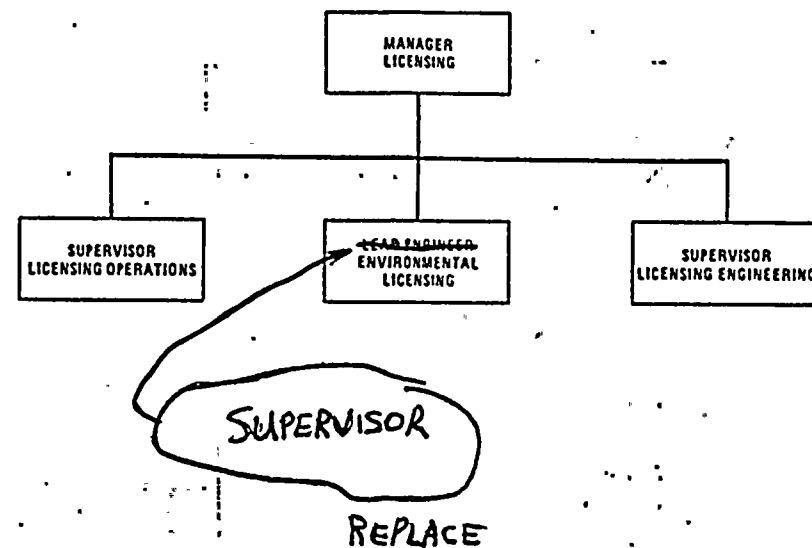 MANAGER
LICENSING
SUPERVISOR
LICENSING OPERATIONS
LEAD ENGINEER
ENVIRONMENTAL
LICENSING
SUPERVISOR
LICENSING ENGINEERING
SUPERVISOR
REPLACE